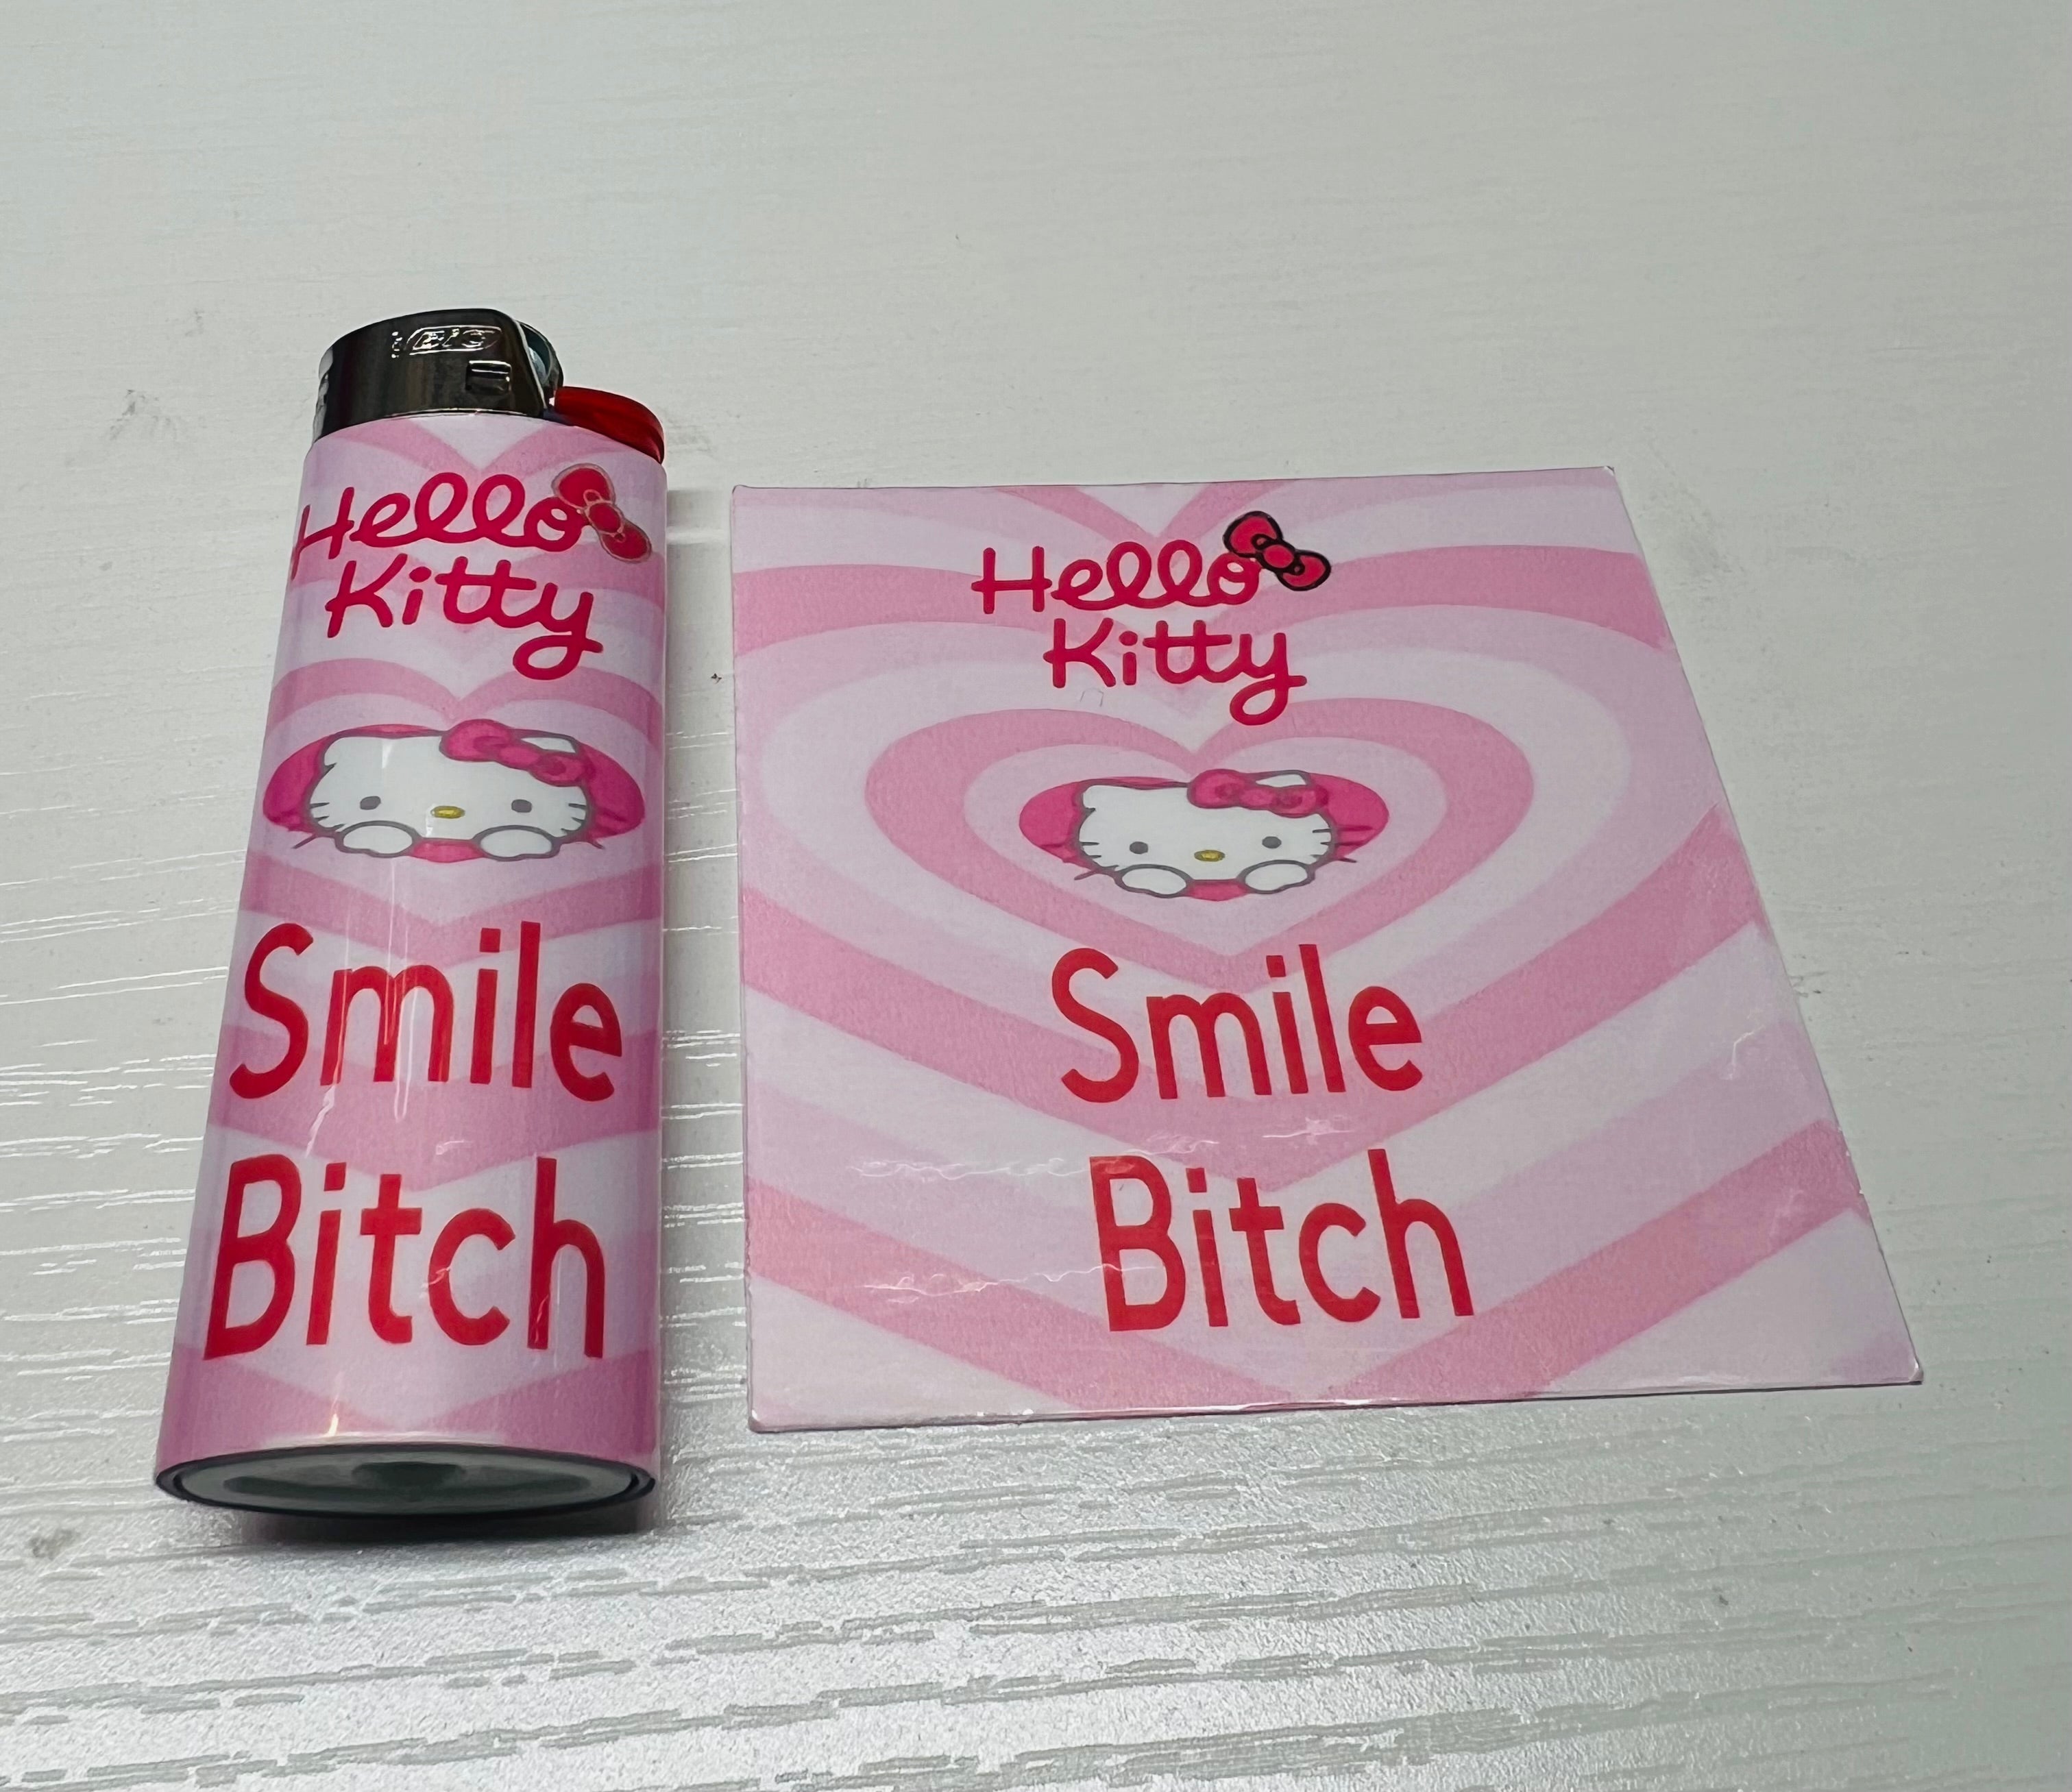 BIC
Hello
Kitty
Smile
Bitch
Hello
Kitty
Smile
Bitch